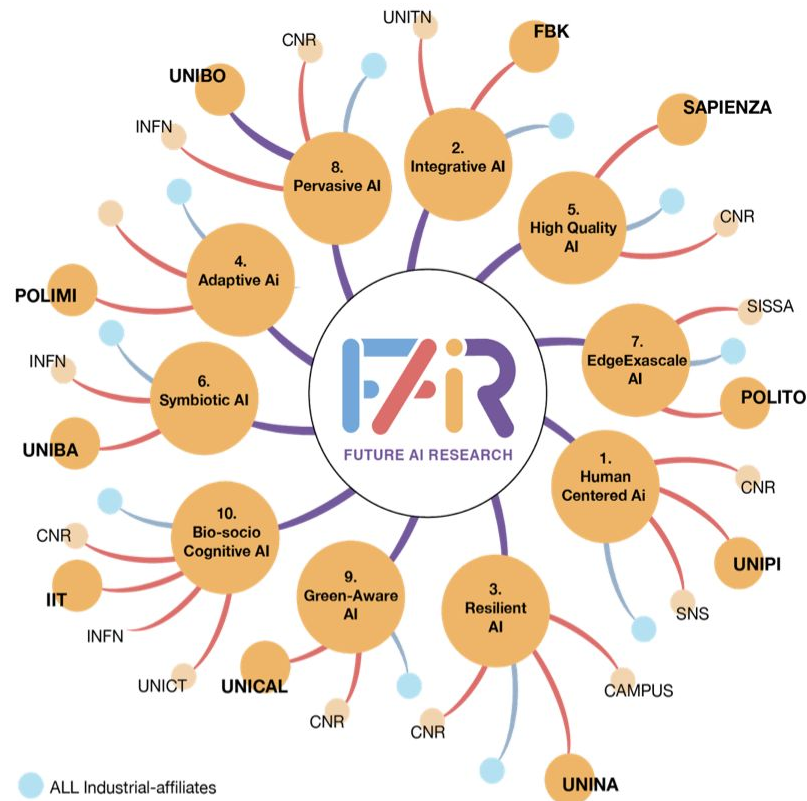 UNITN
FBK
CNR
UNIBO
INFN
8.
Pervasive AI
2.
Integrative AI
SAPIENZA
5.
High Quality
AI
CNR
4.
Adaptive Ai
POLIMI
SISSA
7.
EdgeExascale
AI
POLITO
INFN
6.
Symbiotic AI
UNIBA
FAiR
FUTURE AI RESEARCH
1.
Human
Centered Ai
CNR
UNIPI
SNS
10.
Bio-socio
Cognitive AI
CNR
IIT
INFN
UNICT
9.
Green-Aware
AI
UNICAL
CNR
3.
Resilient
AI
CAMPUS
CNR
UNINA
ALL Industrial-affiliates